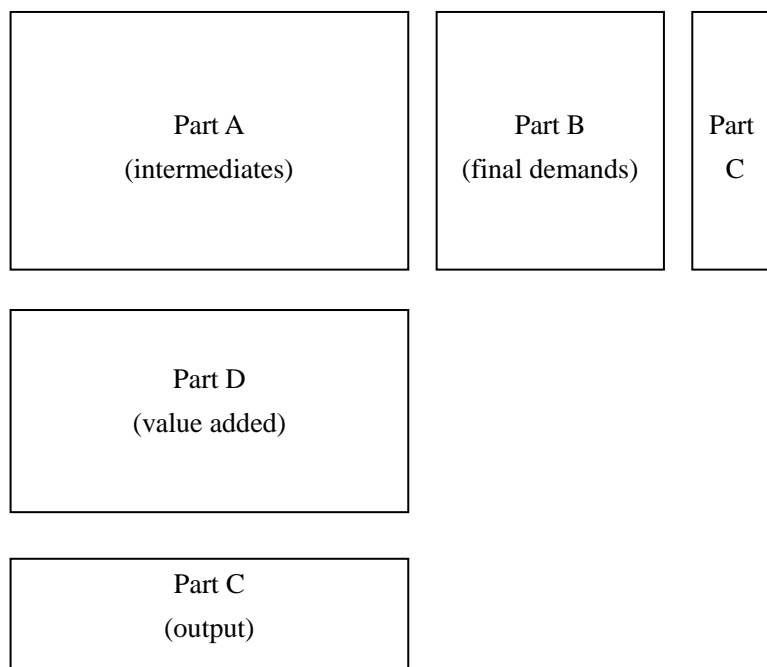 Part A
(intermediates)
Part B
(final demands)
Part
C
Part D
(value added)
Part C
(output)